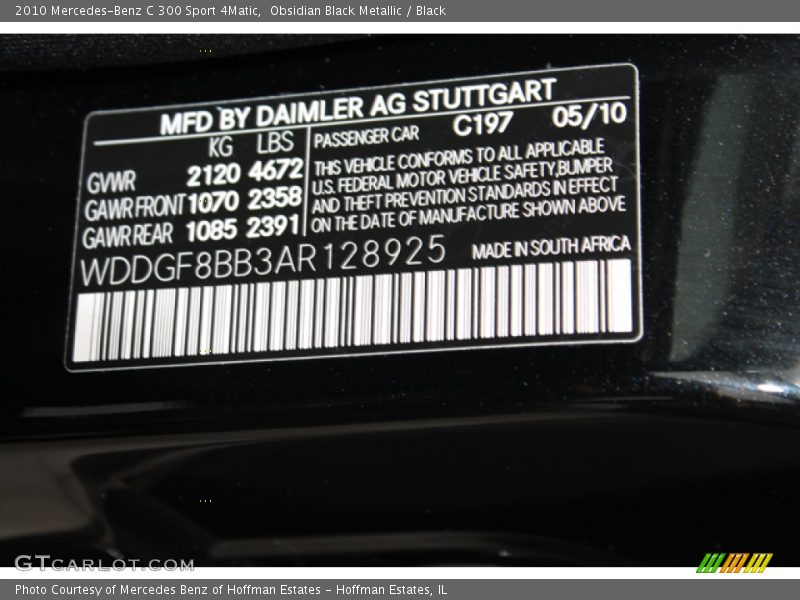 2010 Mercedes-Benz C 300 Sport 4Matic,  Obsidian Black Metallic / Black
MFD BY DAIMLER AG STUTTGART
KG LBS PASSENGER CAR C197 05/10
GVWR 2120 4672
GAWR FRONT 1070 2358
GAWR REAR 1085 2391
THIS VEHICLE CONFORMS TO ALL APPLICABLE
U.S. FEDERAL MOTOR VEHICLE SAFETY,BUMPER
AND THEFT PREVENTION STANDARDS IN EFFECT
ON THE DATE OF MANUFACTURE SHOWN ABOVE
WDDGF8BB3AR128925 MADE IN SOUTH AFRICA
GTCARLOT.COM
Photo Courtesy of Mercedes Benz of Hoffman Estates - Hoffman Estates, IL